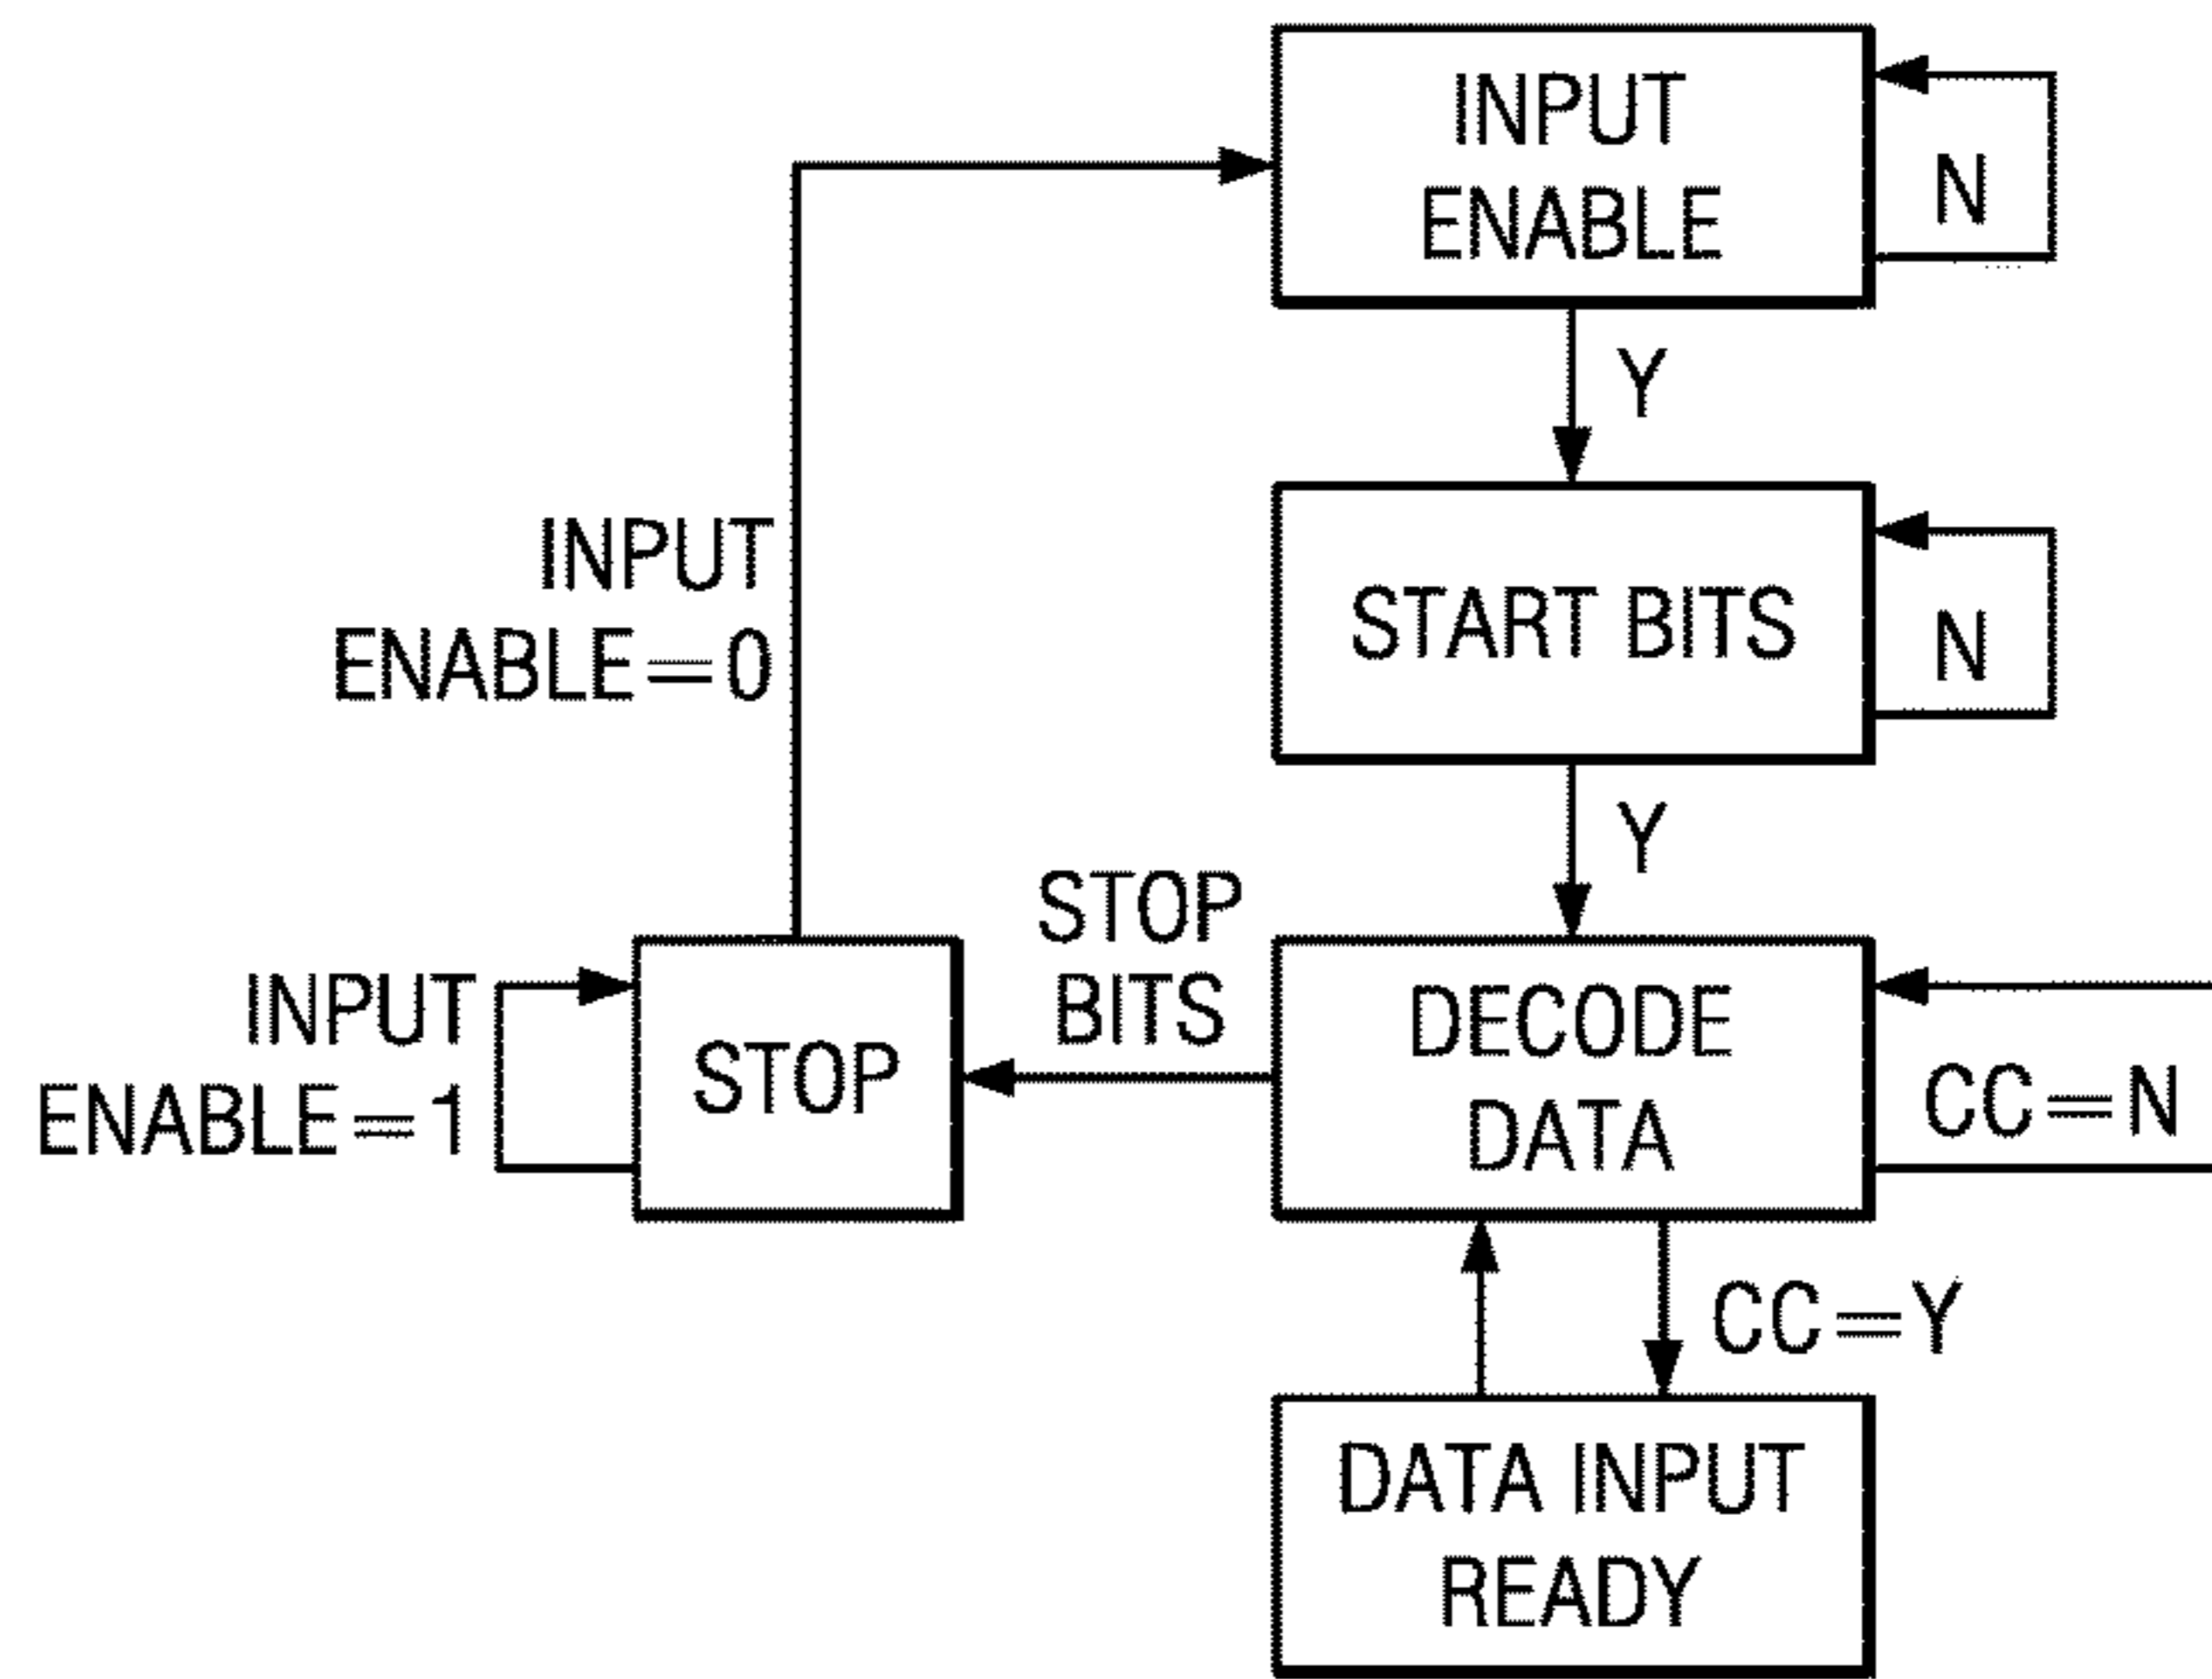 INPUT
ENABLE
N
Y
INPUT
ENABLE=0
START BITS
N
Y
STOP
BITS
INPUT
ENABLE=1
STOP
DECODE
DATA
CC=N
CC=Y
DATA INPUT
READY